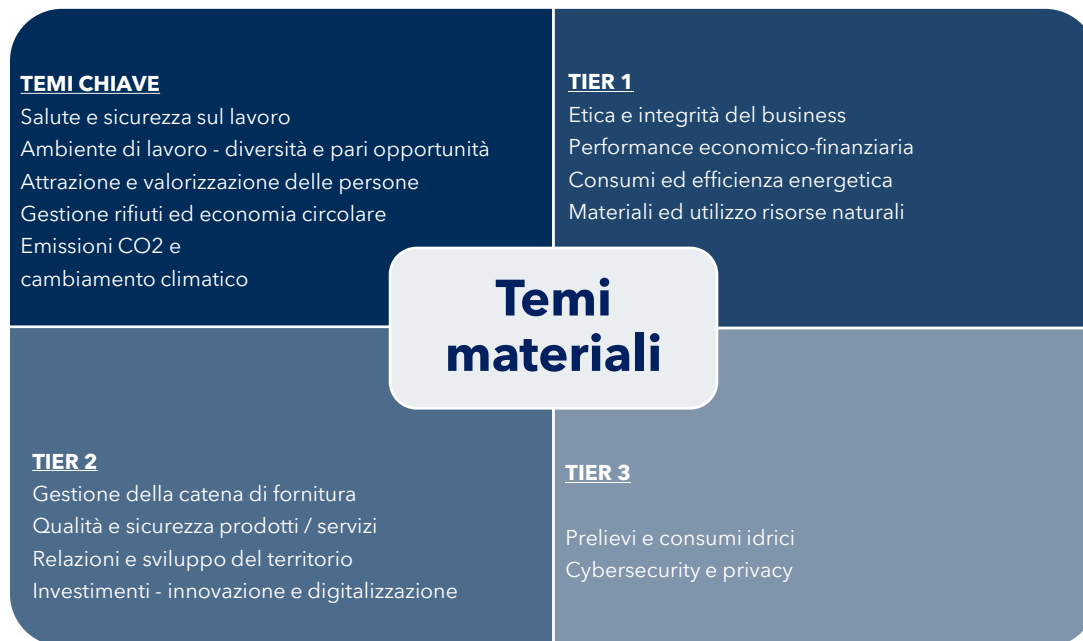 TEMI CHIAVE
Salute e sicurezza sul lavoro
Ambiente di lavoro - diversità e pari opportunità
Attrazione e valorizzazione delle persone
Gestione rifiuti ed economia circolare
Emissioni CO2 e
cambiamento climatico
TIER 1
Etica e integrità del business
Performance economico-finanziaria
Consumi ed efficienza energetica
Materiali ed utilizzo risorse naturali
Temi
materiali
TIER 2
Gestione della catena di fornitura
Qualità e sicurezza prodotti / servizi
Relazioni e sviluppo del territorio
Investimenti - innovazione e digitalizzazione
TIER 3
Prelievi e consumi idrici
Cybersecurity e privacy